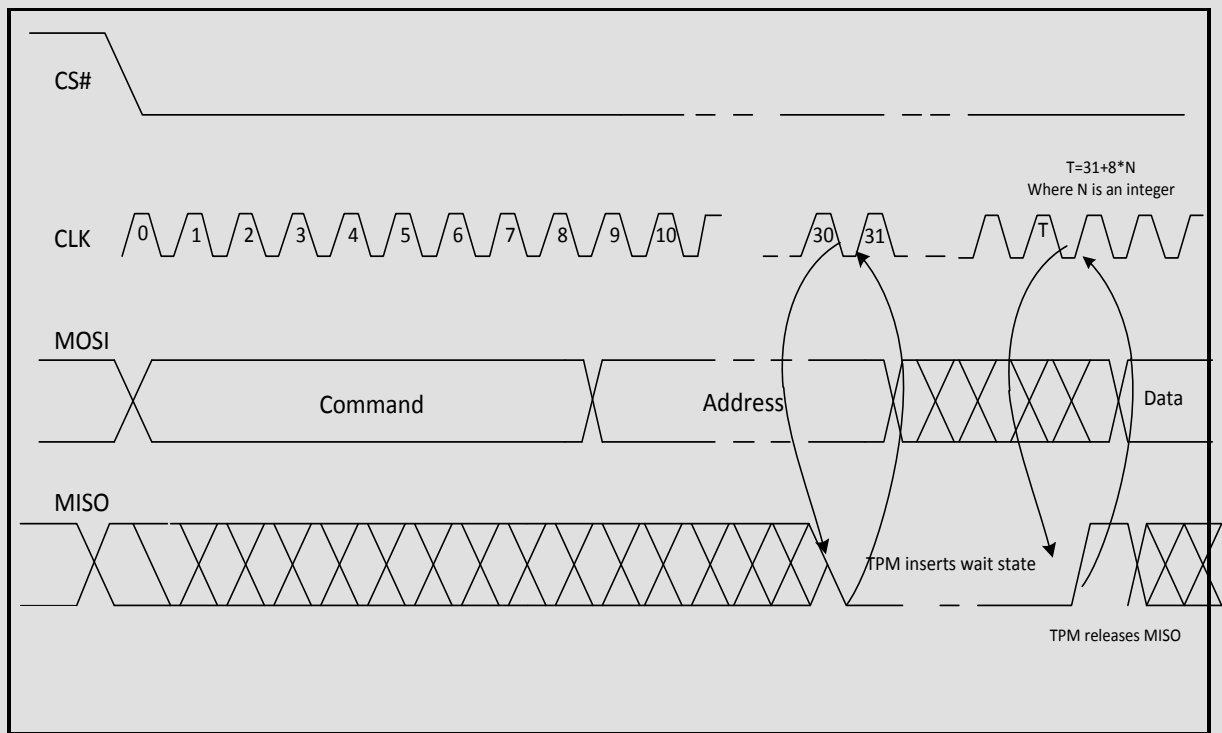 CS#
T=31+8*N
Where N is an integer
CLK
0 1 2 3 4 5 6 7 8 9 10 30 31 T
MOSI
Command Address Data
MISO
TPM inserts wait state
TPM releases MISO